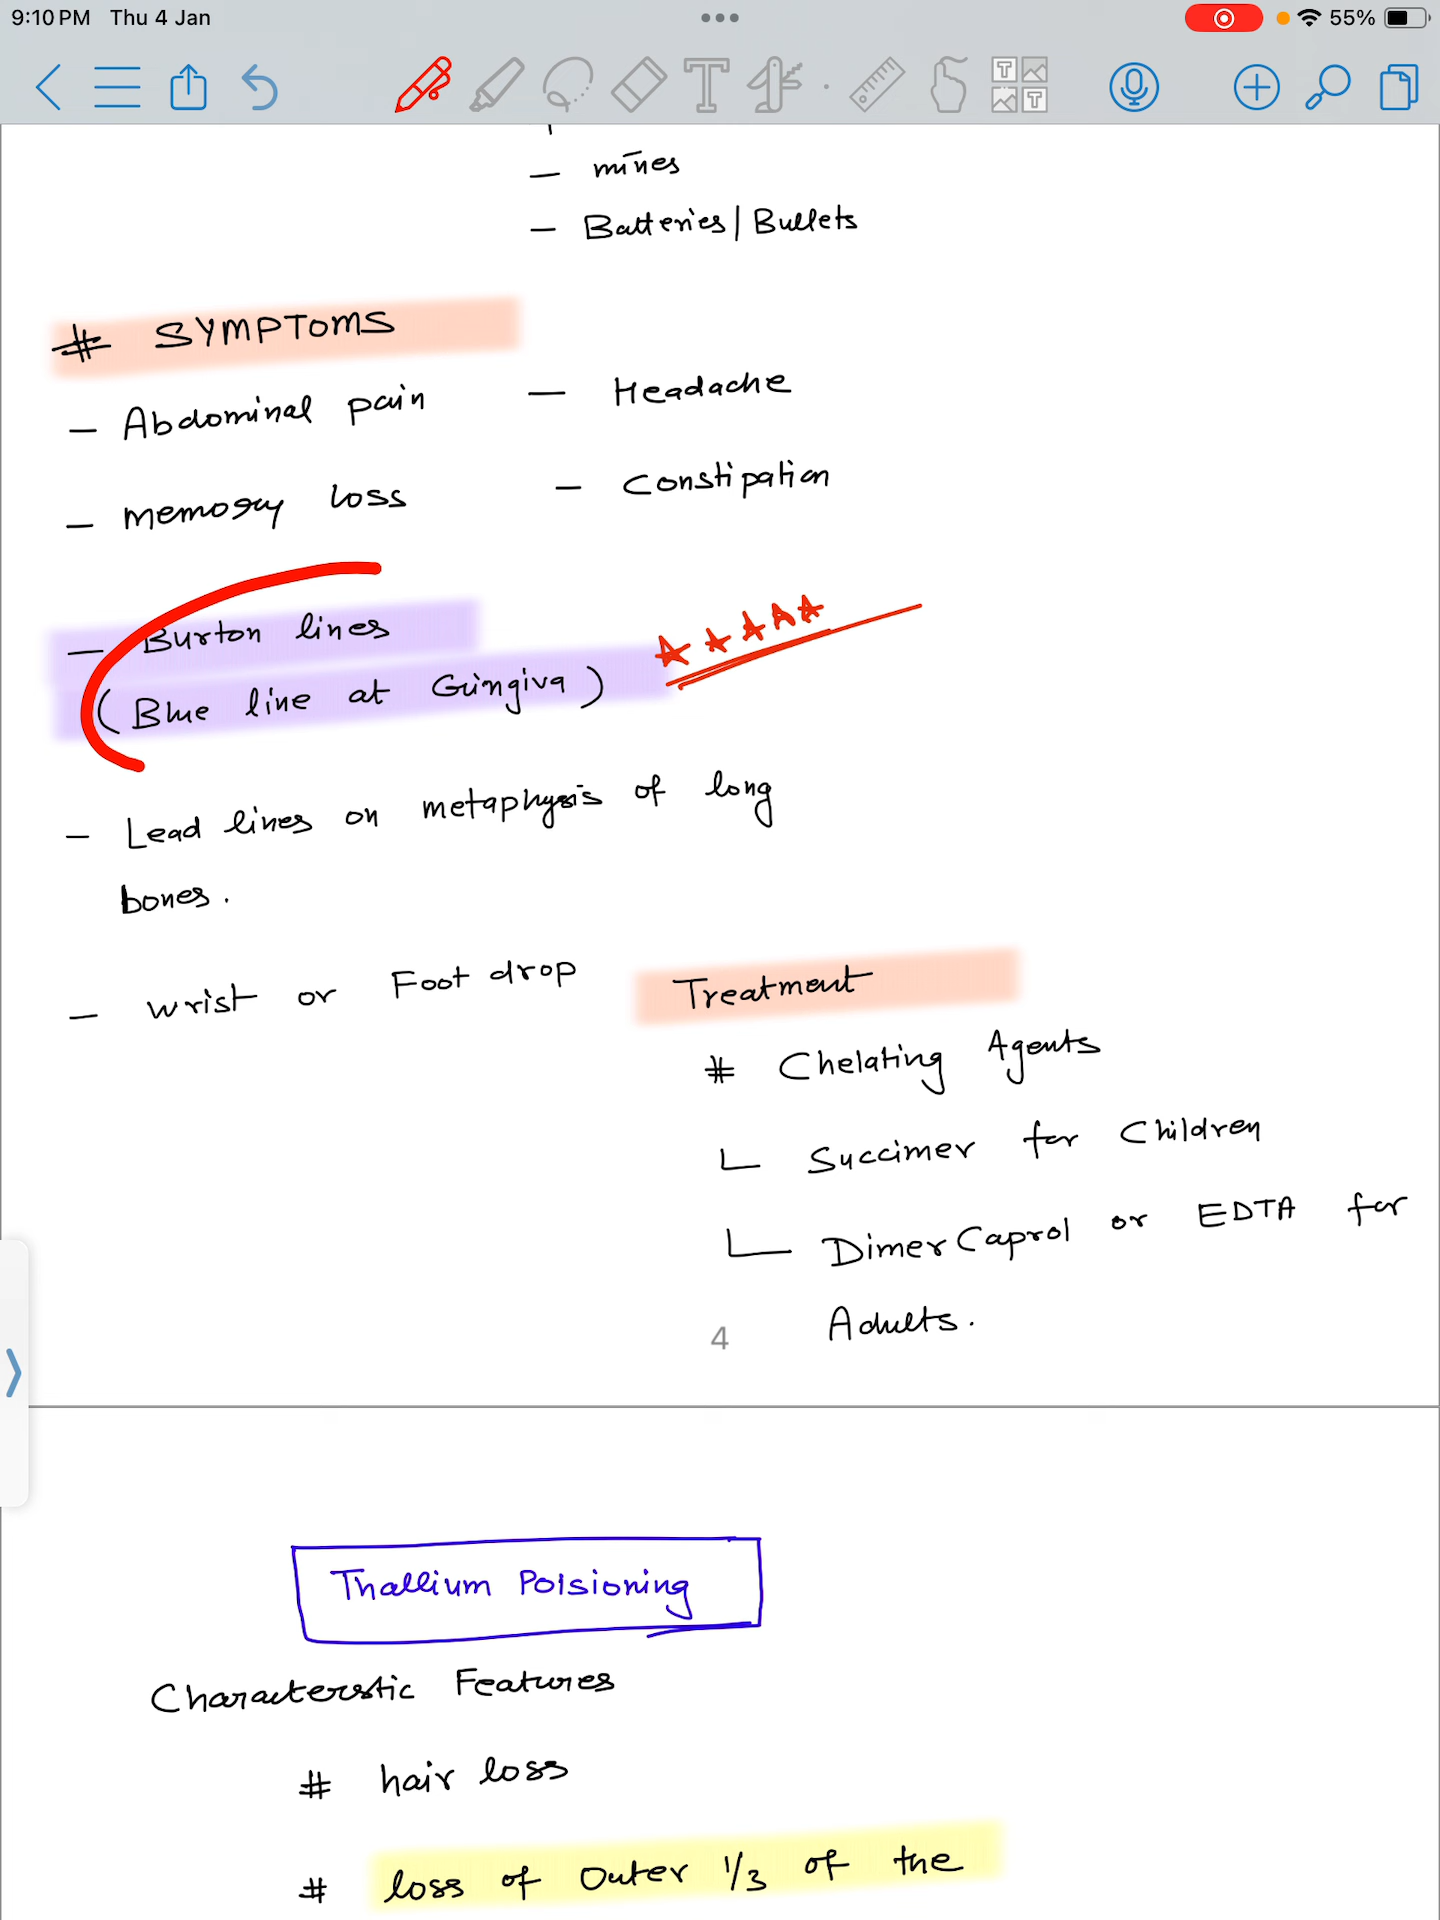 9:10 PM Thu 4 Jan
55%
— mines
— Batteries | Bullets
# SYMPTOMS
— Abdominal pain — Headache
— memory loss — Constipation
— Burton lines
(Blue line at Gingiva)
— Lead lines on metaphysis of long
bones.
— wrist or Foot drop
Treatment
# Chelating Agents
Succimer for Children
DimerCaprol or EDTA for
Adults.
4
Thallium Poisioning
Characterstic Features
# hair loss
# loss of Outer 1/3 of the